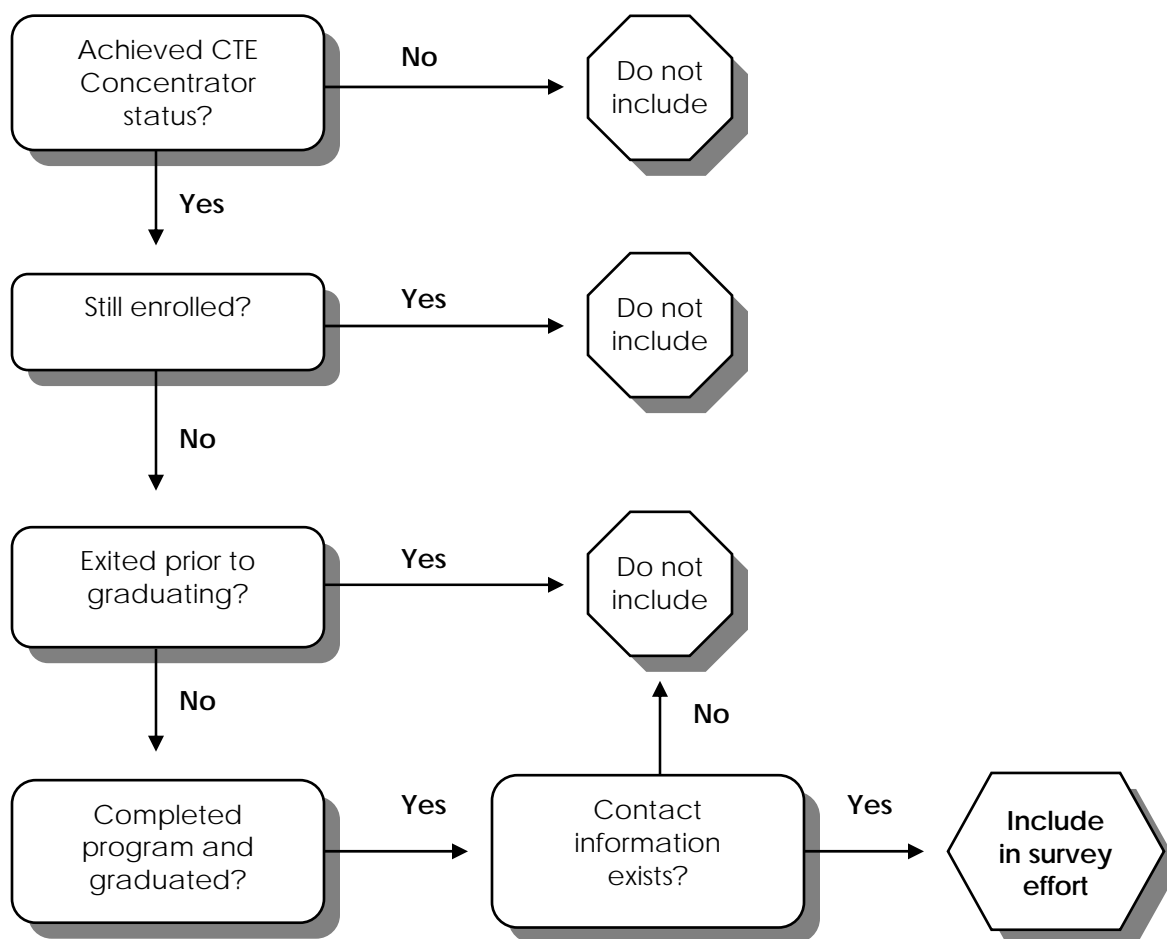 Achieved CTE
Concentrator
status?
No
Do not
include
Yes
Still enrolled?
Yes
Do not
include
No
Exited prior to
graduating?
Yes
Do not
include
No
No
Completed
program and
graduated?
Yes
Contact
information
exists?
Yes
Include
in survey
effort